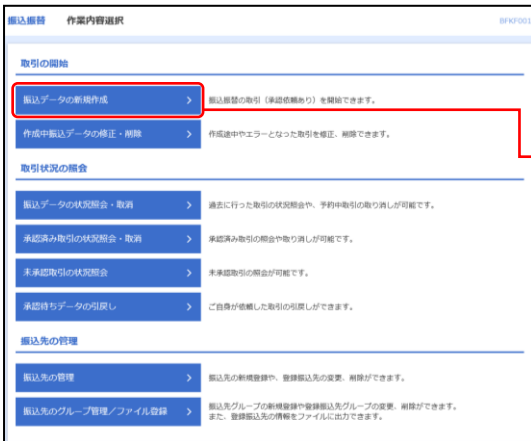 振込振替 作業内容選択 BFKF001
取引の開始
振込データの新規作成 振込振替の取引（承認依頼あり）を開始できます。
作成中振込データの修正・削除 作成途中やエラーとなった取引を修正、削除できます。
取引状況の照会
振込データの状況照会・取消 過去に行った取引の状況照会や、予約中取引の取り消しが可能です。
承認済み取引の状況照会・取消 承認済み取引の照会や取り消しが可能です。
未承認取引の状況照会 未承認取引の照会が可能です。
承認待ちデータの引戻し ご自身が依頼した取引の引戻しができます。
振込先の管理
振込先の管理 振込先の新規登録や、登録振込先の変更、削除ができます。
振込先のグループ管理／ファイル登録 振込先グループの新規登録や登録振込先グループの変更、削除ができます。
また、登録振込先の情報をファイルに出力できます。